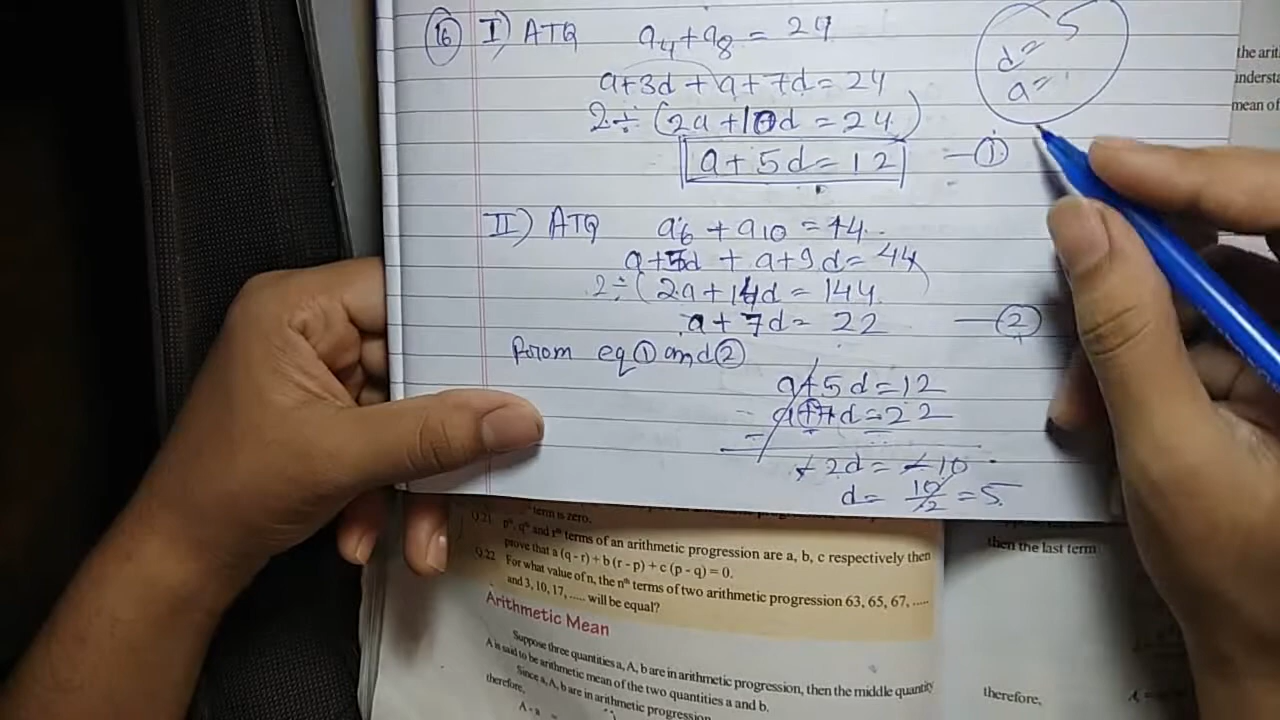 16 I) ATQ a4 + a8 = 24
d = 5
a =
a+3d + a + 7d = 24
2 ÷ (2a + 10d = 24)
a + 5d = 12 — 1
II) ATQ a6 + a10 = 44
a+5d + a+9d = 44
2 ÷ (2a + 14d = 144
a + 7d = 22 — 2
From eq 1 and 2
a+5d = 12
a+7d = 22
-2d = -10
d = 10/2 = 5
term is zero.
Q.21 pth, qth and rth terms of an arithmetic progression are a, b, c respectively then
prove that a (q - r) + b (r - p) + c (p - q) = 0.
Q.22 For what value of n, the nth terms of two arithmetic progression 63, 65, 67, .....
and 3, 10, 17, ..... will be equal?
Arithmetic Mean
Suppose three quantities a, A, b are in arithmetic progression, then the middle quantity
A is said to be arithmetic mean of the two quantities a and b.
Since a, A, b are in arithmetic progression
therefore,
A - a =
the arit
understa
mean of
then the last term
therefore,